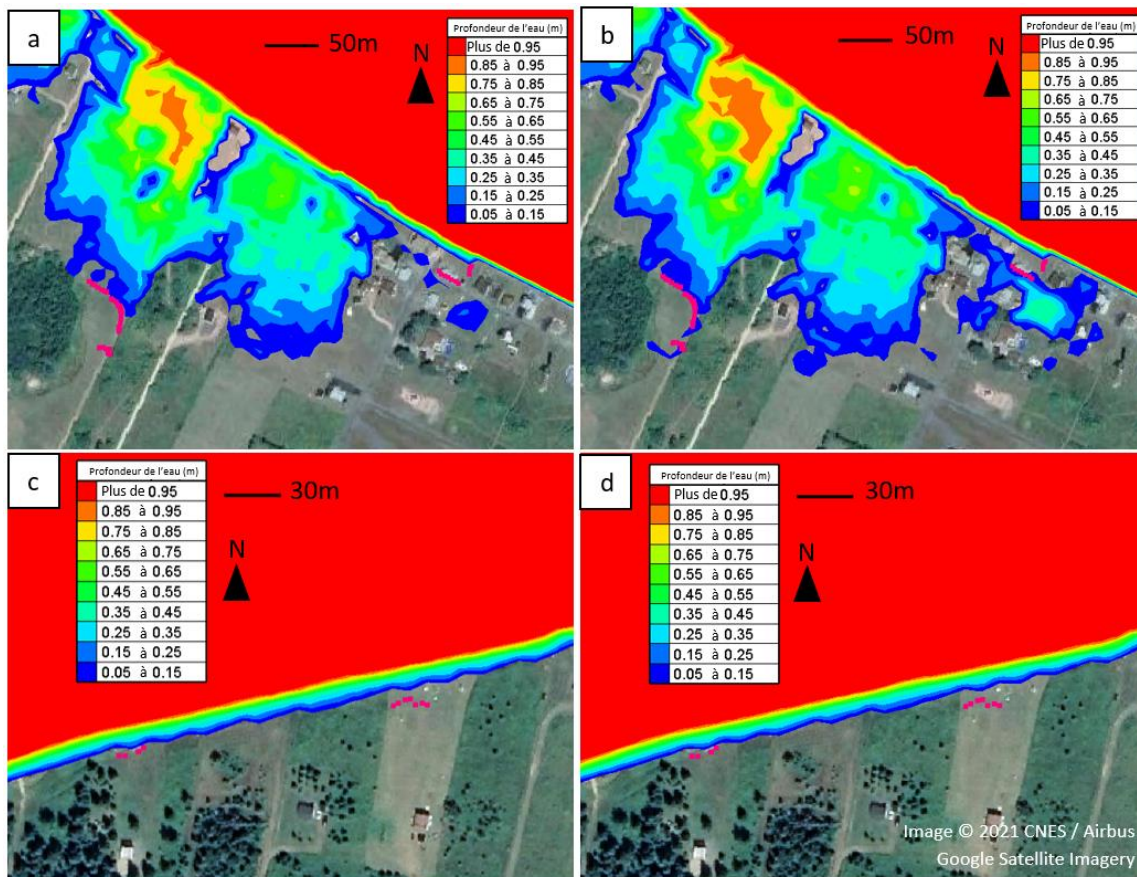 a
50m
N
Profondeur de l'eau (m)
Plus de 0.95
0.85 à 0.95
0.75 à 0.85
0.65 à 0.75
0.55 à 0.65
0.45 à 0.55
0.35 à 0.45
0.25 à 0.35
0.15 à 0.25
0.05 à 0.15
b
50m
N
Profondeur de l'eau (m)
Plus de 0.95
0.85 à 0.95
0.75 à 0.85
0.65 à 0.75
0.55 à 0.65
0.45 à 0.55
0.35 à 0.45
0.25 à 0.35
0.15 à 0.25
0.05 à 0.15
c
Profondeur de l'eau (m)
Plus de 0.95
0.85 à 0.95
0.75 à 0.85
0.65 à 0.75
0.55 à 0.65
0.45 à 0.55
0.35 à 0.45
0.25 à 0.35
0.15 à 0.25
0.05 à 0.15
30m
N
d
Profondeur de l'eau (m)
Plus de 0.95
0.85 à 0.95
0.75 à 0.85
0.65 à 0.75
0.55 à 0.65
0.45 à 0.55
0.35 à 0.45
0.25 à 0.35
0.15 à 0.25
0.05 à 0.15
30m
N
Image © 2021 CNES / Airbus
Google Satellite Imagery